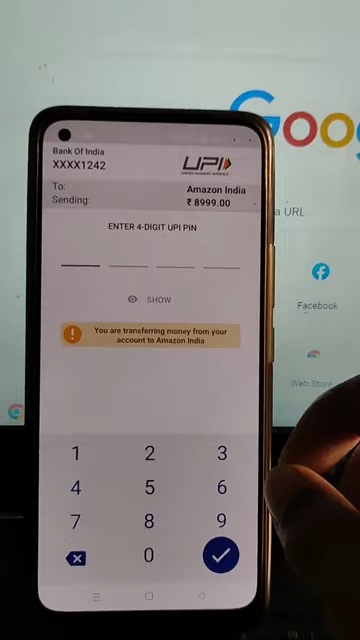 Bank Of India
XXXX1242
UPI
UNIFIED PAYMENTS INTERFACE
To: Amazon India
Sending: ₹ 8999.00
ENTER 4-DIGIT UPI PIN
SHOW
You are transferring money from your
account to Amazon India
1 2 3
4 5 6
7 8 9
0
Goo
a URL
Facebook
Web Store